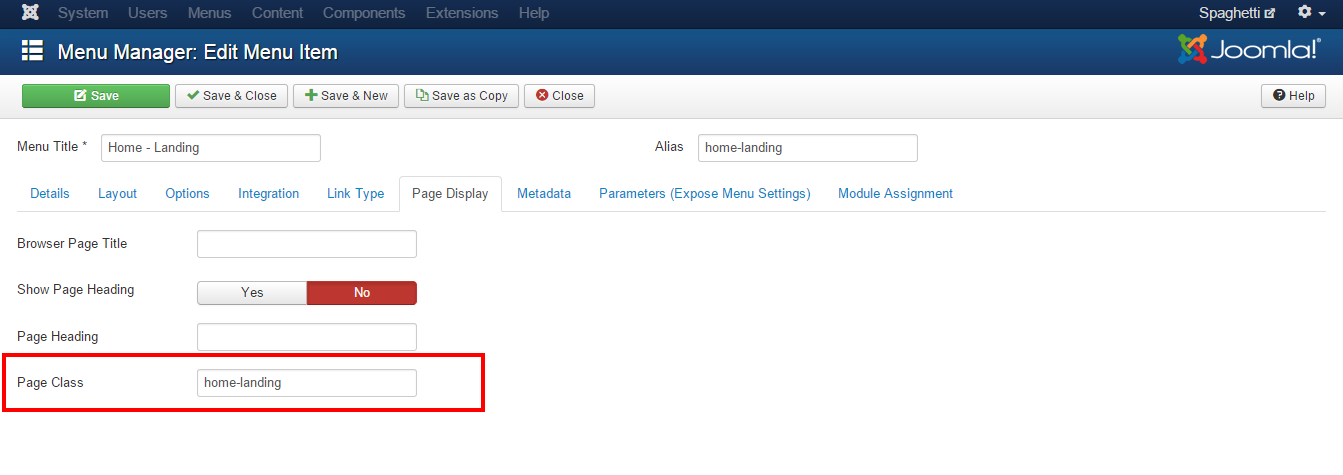 System Users Menus Content Components Extensions Help Spaghetti
Menu Manager: Edit Menu Item Joomla!®
Save Save & Close Save & New Save as Copy Close Help
Menu Title * Home - Landing Alias home-landing
Details Layout Options Integration Link Type Page Display Metadata Parameters (Expose Menu Settings) Module Assignment
Browser Page Title
Show Page Heading Yes No
Page Heading
Page Class home-landing